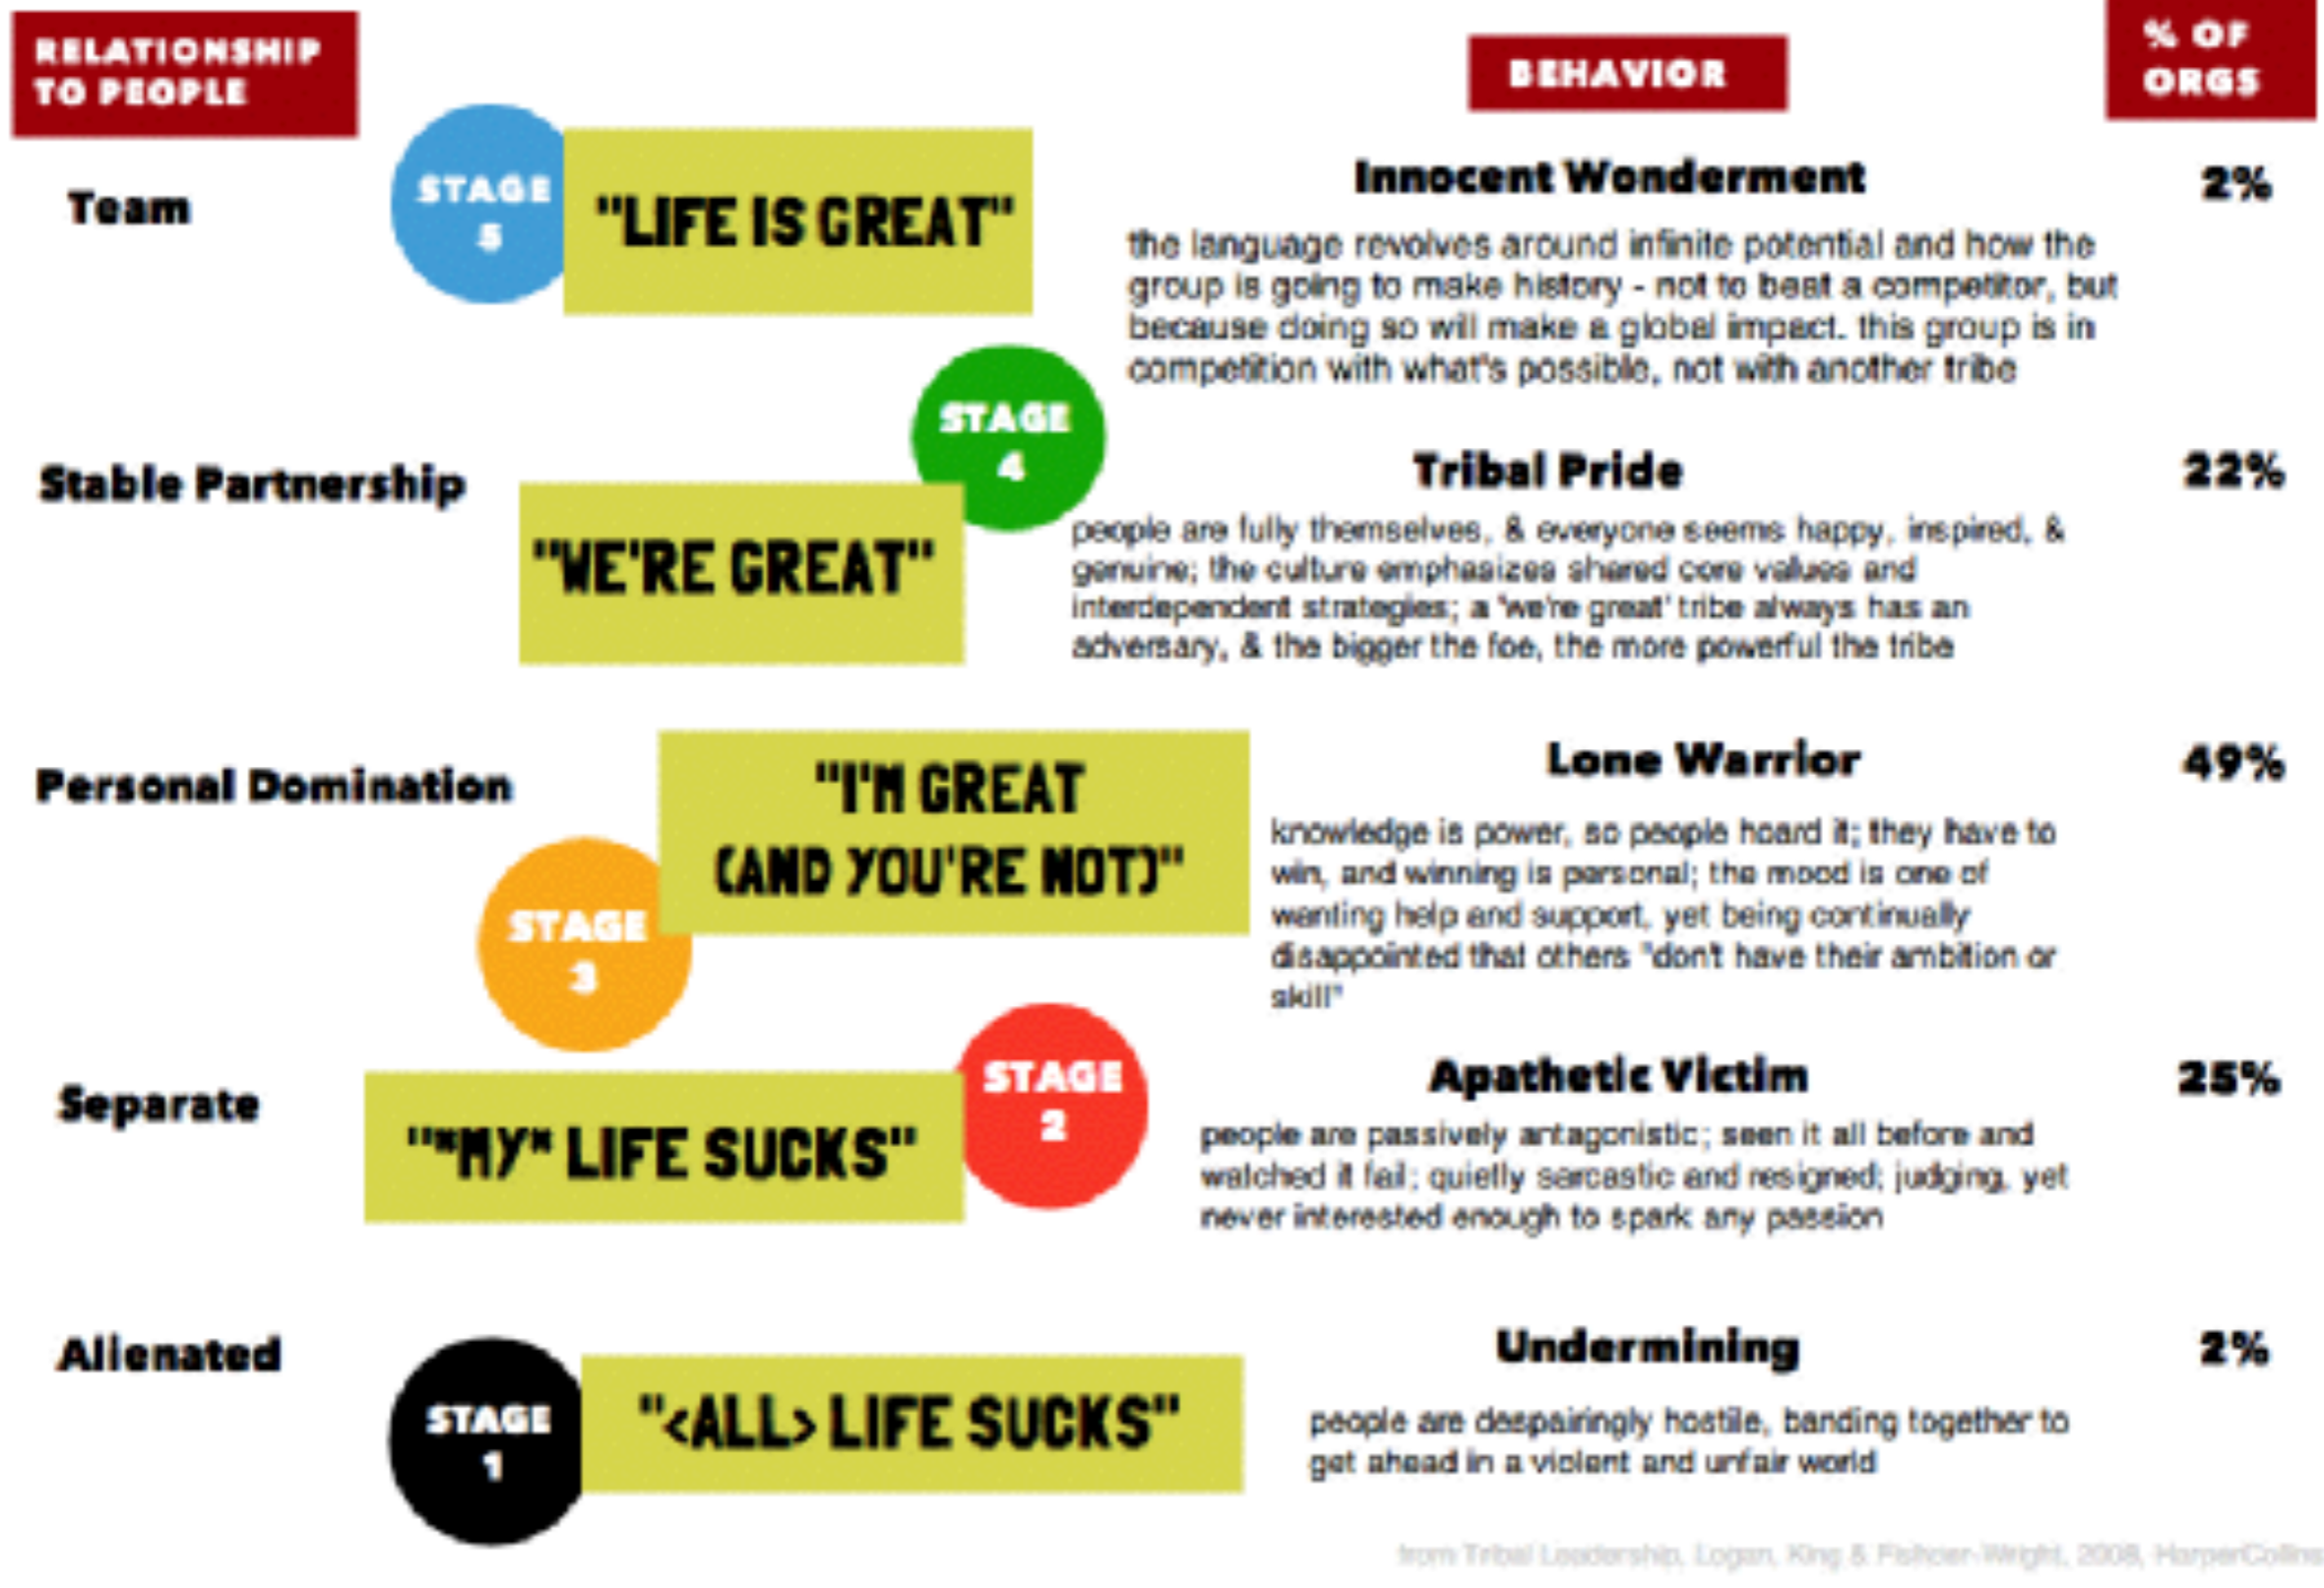 RELATIONSHIP
TO PEOPLE
BEHAVIOR
% OF
ORGS
Team
STAGE
5
"LIFE IS GREAT"
Innocent Wonderment
2%
the language revolves around infinite potential and how the
group is going to make history - not to beat a competitor, but
because doing so will make a global impact. this group is in
competition with what's possible, not with another tribe
Stable Partnership
STAGE
4
"WE'RE GREAT"
Tribal Pride
22%
people are fully themselves, & everyone seems happy, inspired, &
genuine; the culture emphasizes shared core values and
interdependent strategies; a 'we're great' tribe always has an
adversary, & the bigger the foe, the more powerful the tribe
Personal Domination
STAGE
3
"I'M GREAT
(AND YOU'RE NOT)"
Lone Warrior
49%
knowledge is power, so people hoard it; they have to
win, and winning is personal; the mood is one of
wanting help and support, yet being continually
disappointed that others "don't have their ambition or
skill"
Separate
"*MY* LIFE SUCKS"
STAGE
2
Apathetic Victim
25%
people are passively antagonistic; seen it all before and
watched it fail; quietly sarcastic and resigned; judging, yet
never interested enough to spark any passion
Alienated
STAGE
1
"<ALL> LIFE SUCKS"
Undermining
2%
people are despairingly hostile, banding together to
get ahead in a violent and unfair world
from Tribal Leadership, Logan, King & Fishcer-Wright, 2008, HarperCollins